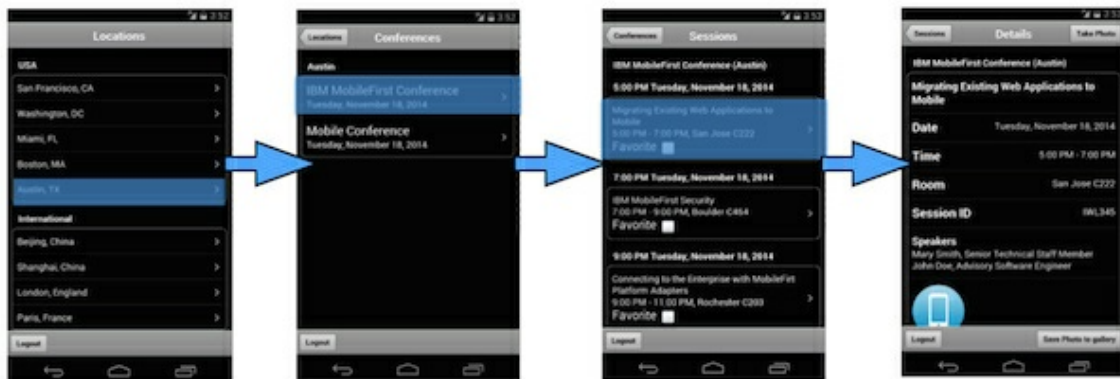 3:52
Locations
USA
San Francisco, CA
Washington, DC
Miami, FL
Boston, MA
Austin, TX
International
Beijing, China
Shanghai, China
London, England
Paris, France
Logout
3:52
Locations
Conferences
Austin
IBM MobileFirst Conference
Tuesday, November 18, 2014
Mobile Conference
Tuesday, November 18, 2014
Logout
3:53
Conferences
Sessions
IBM MobileFirst Conference (Austin)
5:00 PM Tuesday, November 18, 2014
Migrating Existing Web Applications to
Mobile
5:00 PM - 7:00 PM, San Jose C222
Favorite
7:00 PM Tuesday, November 18, 2014
IBM MobileFirst Security
7:00 PM - 9:00 PM, Boulder C454
Favorite
9:00 PM Tuesday, November 18, 2014
Connecting to the Enterprise with MobileFirt
Platform Adapters
9:00 PM - 11:00 PM, Rochester C203
Favorite
Logout
Sessions
Details
Take Photo
IBM MobileFirst Conference (Austin)
Migrating Existing Web Applications to
Mobile
Date Tuesday, November 18, 2014
Time 5:00 PM - 7:00 PM
Room San Jose C222
Session ID IWL345
Speakers
Mary Smith, Senior Technical Staff Member
John Doe, Advisory Software Engineer
Logout
Save Photo to gallery